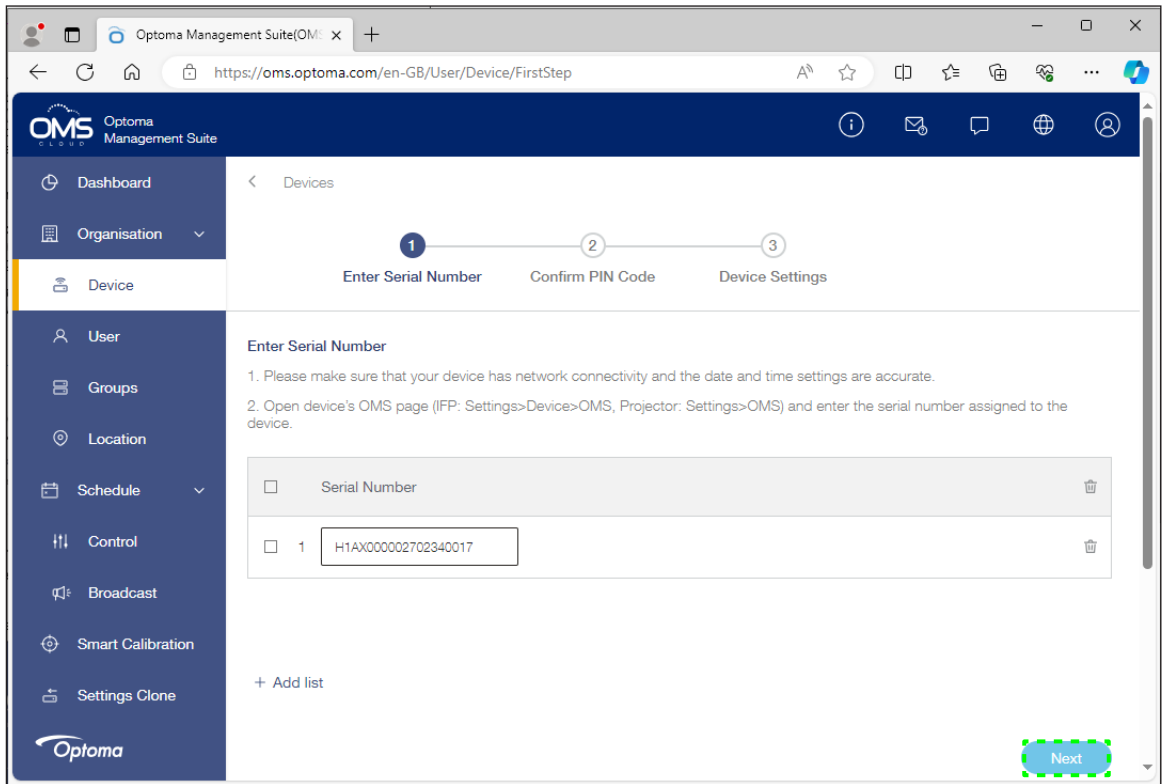 Optoma Management Suite(OMS
https://oms.optoma.com/en-GB/User/Device/FirstStep
OMS
CLOUD
Optoma
Management Suite
Dashboard
Organisation
Device
User
Groups
Location
Schedule
Control
Broadcast
Smart Calibration
Settings Clone
Optoma
Devices
1
2
3
Enter Serial Number
Confirm PIN Code
Device Settings
Enter Serial Number
1. Please make sure that your device has network connectivity and the date and time settings are accurate.
2. Open device's OMS page (IFP: Settings>Device>OMS, Projector: Settings>OMS) and enter the serial number assigned to the
device.
Serial Number
1 H1AX000002702340017
+ Add list
Next